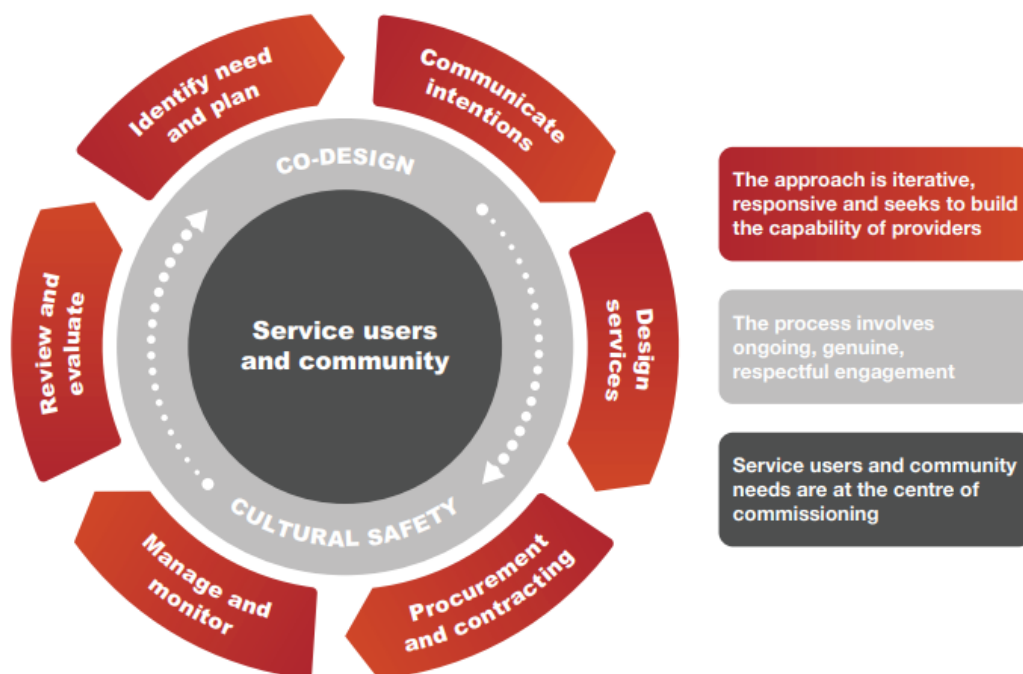 Identify need
and plan
Communicate
intentions
Design
services
Procurement
and contracting
Manage and
monitor
Review and
evaluate
CO-DESIGN
CULTURAL SAFETY
Service users
and community
The approach is iterative,
responsive and seeks to build
the capability of providers
The process involves
ongoing, genuine,
respectful engagement
Service users and community
needs are at the centre of
commissioning